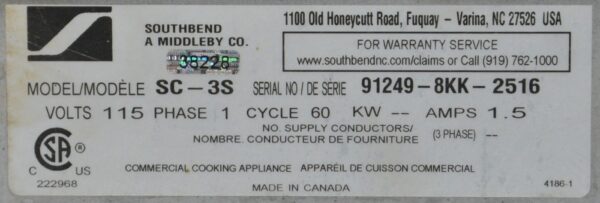 1100 Old Honeycutt Road, Fuquay - Varina, NC 27526 USA
SOUTHBEND
A MIDDLEBY CO.
FOR WARRANTY SERVICE
www.southbendnc.com/claims or Call (919) 762-1000
MODEL/MODÈLE SC-3S SERIAL NO/DE SÉRIE 91249-8KK-2516
VOLTS 115 PHASE 1 CYCLE 60 KW -- AMPS 1.5
NO. SUPPLY CONDUCTORS/
NOMBRE. CONDUCTEUR DE FOURNITURE (3 PHASE) --
CSA ®
C US
222968
COMMERCIAL COOKING APPLIANCE APPARÉIL DE CUISSON COMMERCIAL
MADE IN CANADA
4186-1